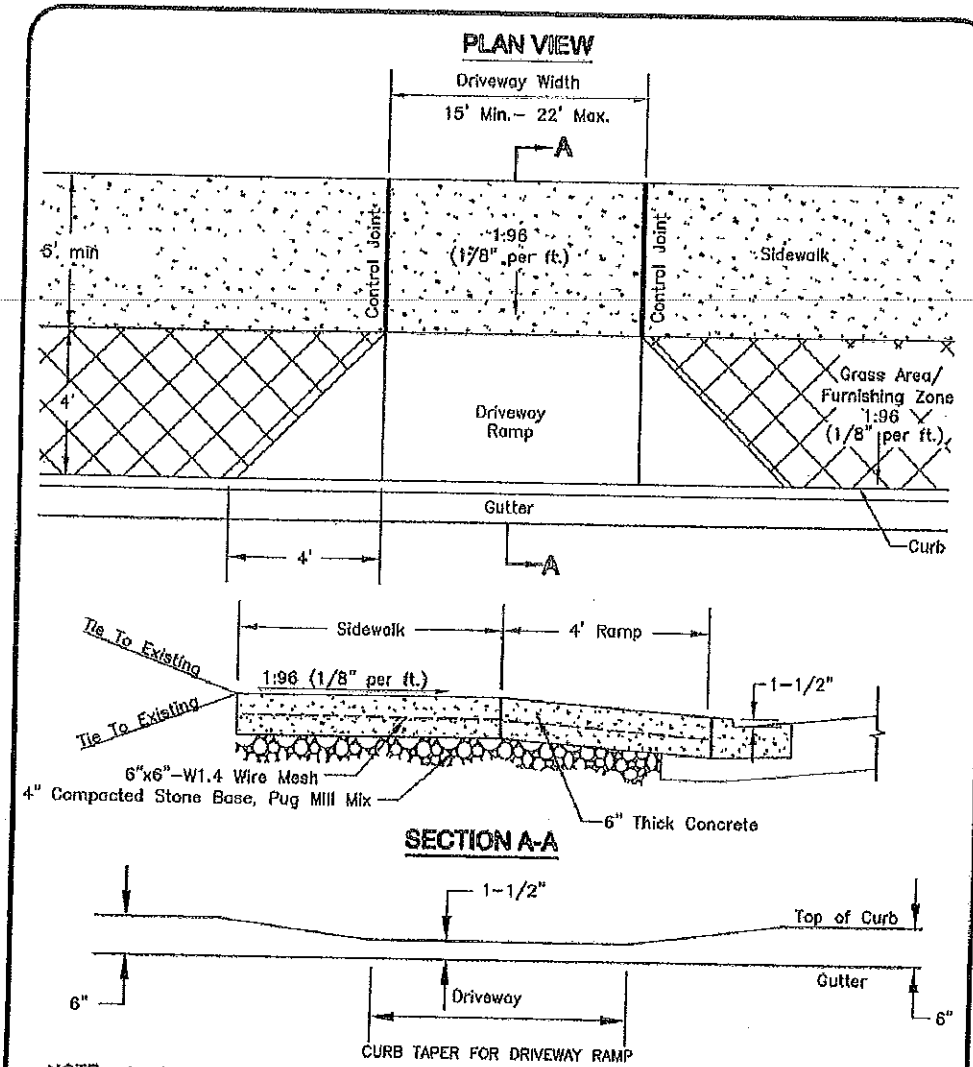 PLAN VIEW
Driveway Width
15' Min.- 22' Max.
A
6' min
Control Joint
1:96
(1/8" per ft.)
Control Joint
Sidewalk
4'
Driveway
Ramp
Grass Area/
Furnishing Zone
1:96
(1/8" per ft.)
Gutter
Curb
4'
A
Tie To Existing
Sidewalk
4' Ramp
1:96 (1/8" per ft.)
1-1/2"
Tie To Existing
6"x6"-W1.4 Wire Mesh
4" Compacted Stone Base, Pug Mill Mix
6" Thick Concrete
SECTION A-A
1-1/2"
Top of Curb
Gutter
6"
Driveway
6"
CURB TAPER FOR DRIVEWAY RAMP